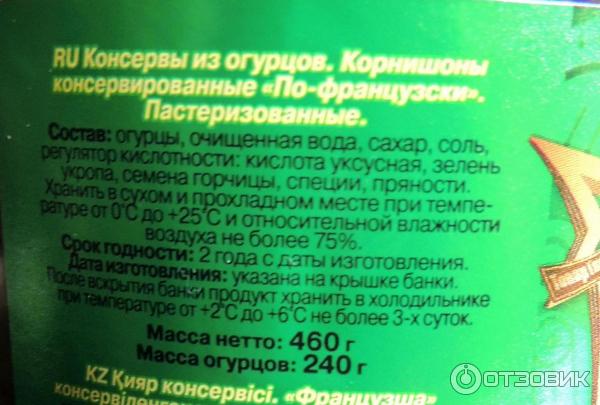 RU Консервы из огурцов. Корнишоны
консервированные «По-французски».
Пастеризованные.
Состав: огурцы, очищенная вода, сахар, соль,
регулятор кислотности: кислота уксусная, зелень
укропа, семена горчицы, специи, пряности.
Хранить в сухом и прохладном месте при темпе-
ратуре от 0°С до +25°С и относительной влажности
воздуха не более 75%.
Срок годности: 2 года с даты изготовления.
Дата изготовления: указана на крышке банки.
После вскрытия банки продукт хранить в холодильнике
при температуре от +2°С до +6°С не более 3-х суток.
Масса нетто: 460 г
Масса огурцов: 240 г
KZ Қияр консервісі. «Французша»
ОТЗОВИК